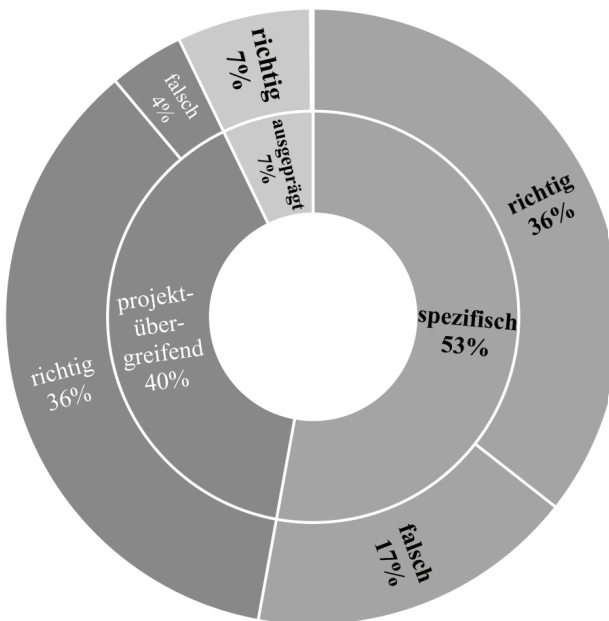 richtig
7%
falsch
4%
ausgeprägt
7%
richtig
36%
projekt-
über-
greifend
40%
spezifisch
53%
richtig
36%
falsch
17%